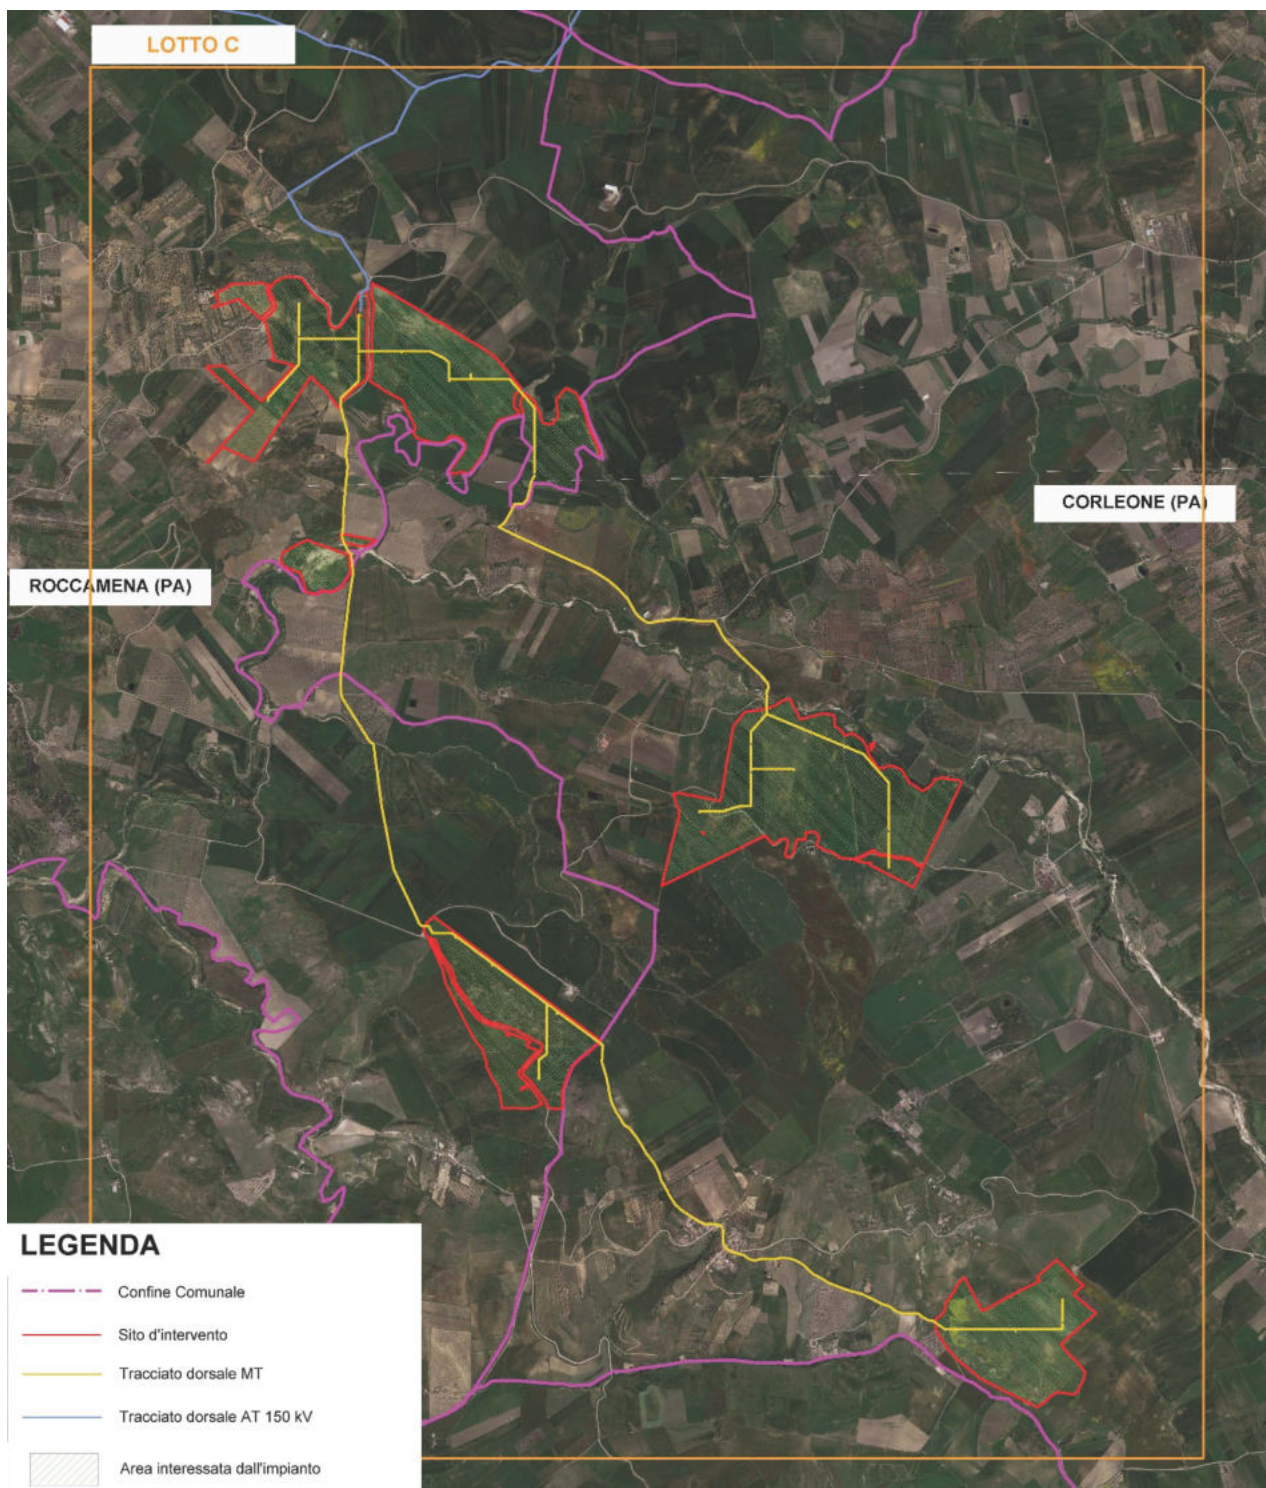 LOTTO C
CORLEONE (PA)
ROCCAMENA (PA)
LEGENDA
Confine Comunale
Sito d'intervento
Tracciato dorsale MT
Tracciato dorsale AT 150 kV
Area interessata dall'impianto